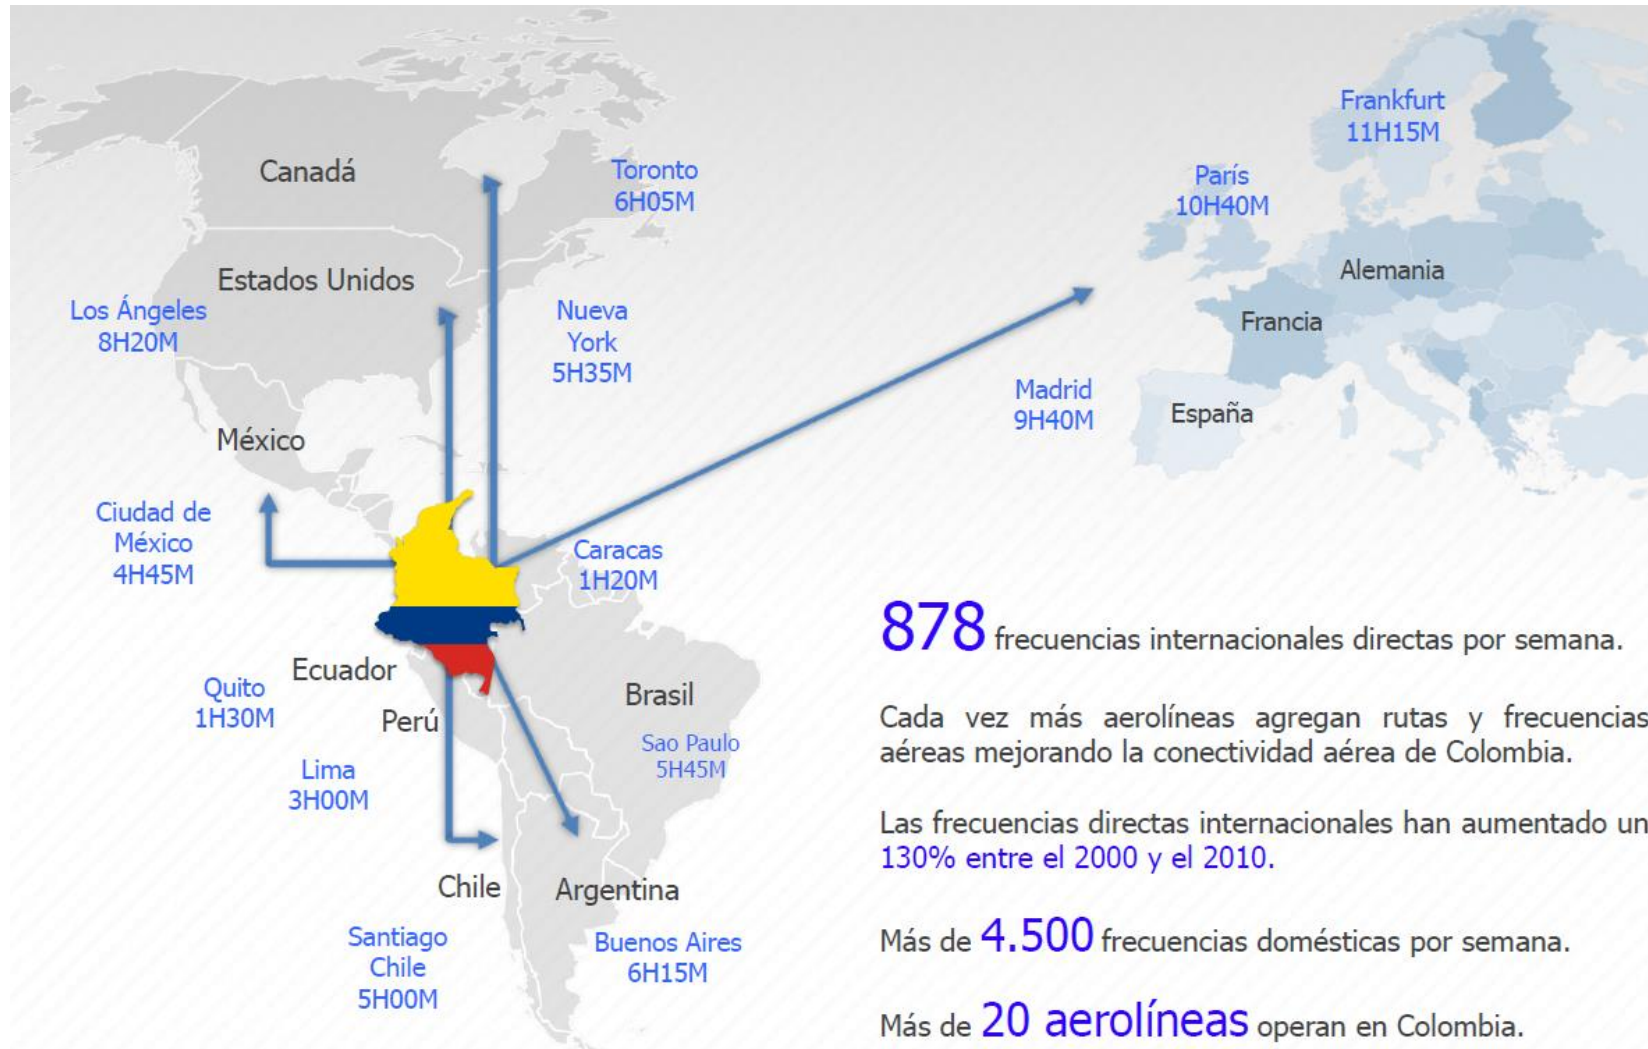 Canadá
Toronto
6H05M
Estados Unidos
Los Ángeles
8H20M
Nueva
York
5H35M
México
Ciudad de
México
4H45M
Caracas
1H20M
Ecuador
Quito
1H30M
Perú
Lima
3H00M
Brasil
Sao Paulo
5H45M
Chile
Santiago
Chile
5H00M
Argentina
Buenos Aires
6H15M
Frankfurt
11H15M
París
10H40M
Alemania
Francia
Madrid
9H40M
España
878 frecuencias internacionales directas por semana.
Cada vez más aerolíneas agregan rutas y frecuencias
aéreas mejorando la conectividad aérea de Colombia.
Las frecuencias directas internacionales han aumentado un
130% entre el 2000 y el 2010.
Más de 4.500 frecuencias domésticas por semana.
Más de 20 aerolíneas operan en Colombia.